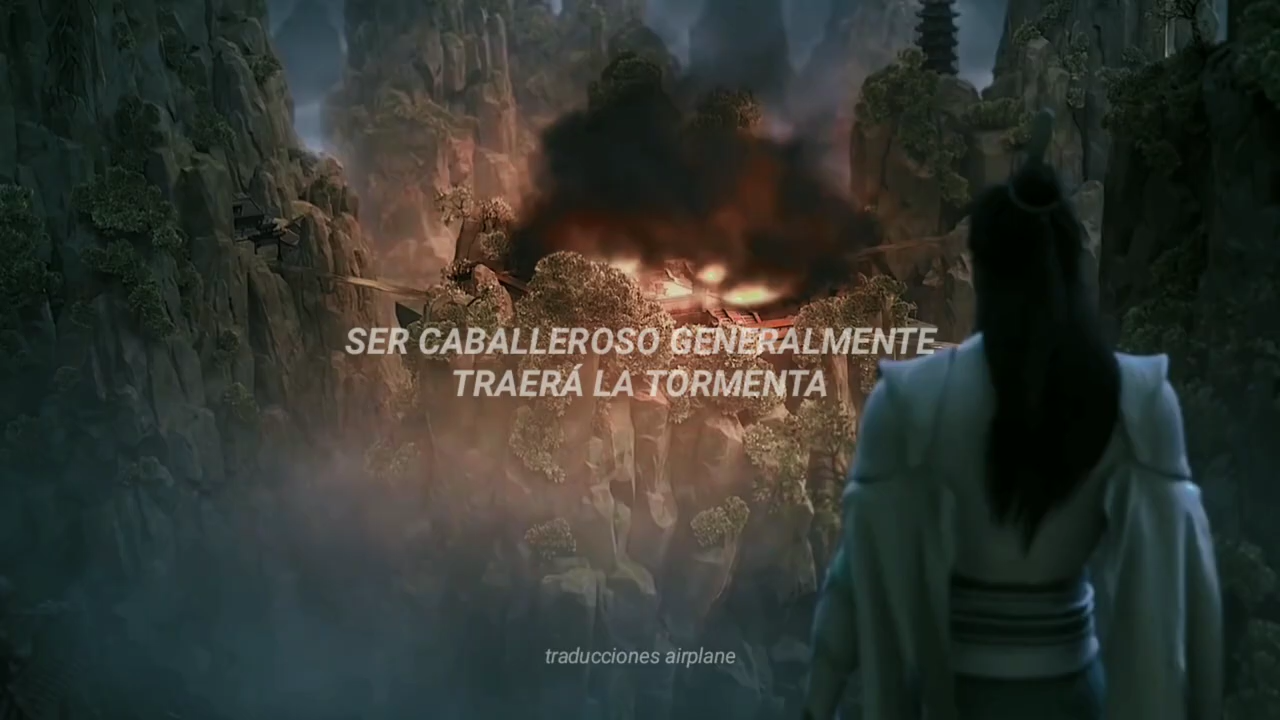 SER CABALLEROSO GENERALMENTE
TRAERÁ LA TORMENTA
traducciones airplane